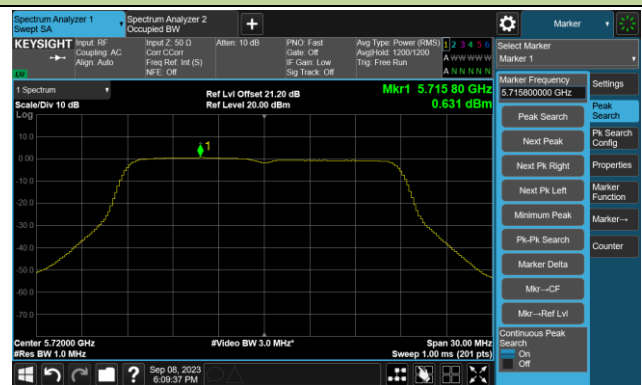 Spectrum Analyzer 1
Swept SA
Spectrum Analyzer 2
Occupied BW
Marker
KEYSIGHT
Input: RF
Coupling: AC
Align: Auto
Input Z: 50 Ω
Corr CCorr
Freq Ref: Int (S)
NFE: Off
Atten: 10 dB
PNO: Fast
Gate: Off
IF Gain: Low
Sig Track: Off
Avg Type: Power (RMS)
Avg|Hold: 1200/1200
Trig: Free Run
1 2 3 4 5 6
A W W W W W
A N N N N N
Select Marker
Marker 1
1 Spectrum
Scale/Div 10 dB
Log
Ref Lvl Offset 21.20 dB
Ref Level 20.00 dBm
Mkr1 5.715 80 GHz
0.631 dBm
10.0
0.00
-10.0
-20.0
-30.0
-40.0
-50.0
-60.0
-70.0
1
Center 5.72000 GHz
#Res BW 1.0 MHz
#Video BW 3.0 MHz*
Span 30.00 MHz
Sweep 1.00 ms (201 pts)
Marker Frequency
5.715800000 GHz
Peak Search
Next Peak
Next Pk Right
Next Pk Left
Minimum Peak
Pk-Pk Search
Marker Delta
Mkr→CF
Mkr→Ref Lvl
Continuous Peak
Search
On
Off
Settings
Peak
Search
Pk Search
Config
Properties
Marker
Function
Marker→
Counter
Sep 08, 2023
6:09:37 PM